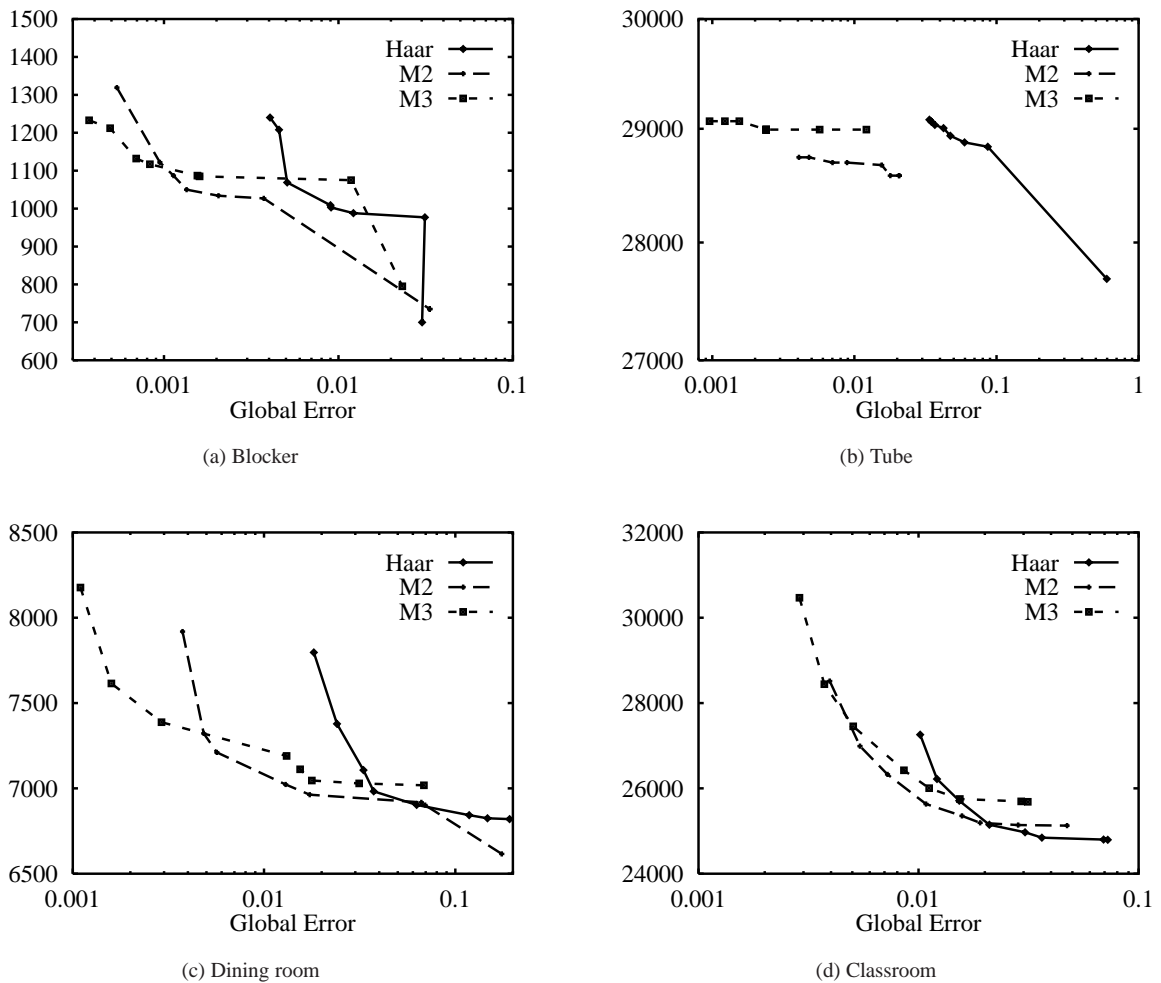 1500
1400
1300
1200
1100
1000
900
800
700
600
0.001
0.01
0.1
Global Error
Haar
M2
M3
(a) Blocker
30000
29000
28000
27000
0.001
0.01
0.1
1
Global Error
Haar
M2
M3
(b) Tube
8500
8000
7500
7000
6500
0.001
0.01
0.1
Global Error
Haar
M2
M3
(c) Dining room
32000
30000
28000
26000
24000
0.001
0.01
0.1
Global Error
Haar
M2
M3
(d) Classroom